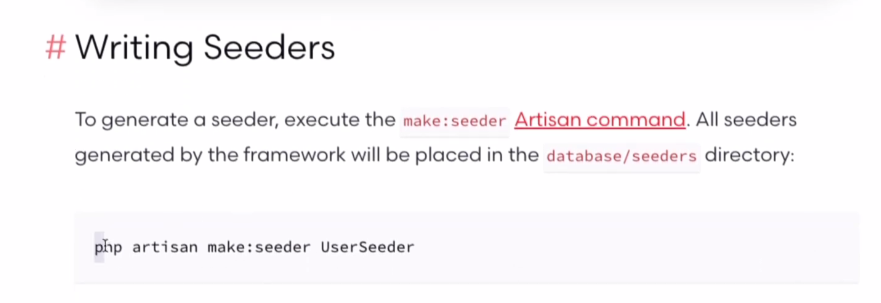 # Writing Seeders
To generate a seeder, execute the make:seeder Artisan command. All seeders
generated by the framework will be placed in the database/seeders directory:
php artisan make:seeder UserSeeder